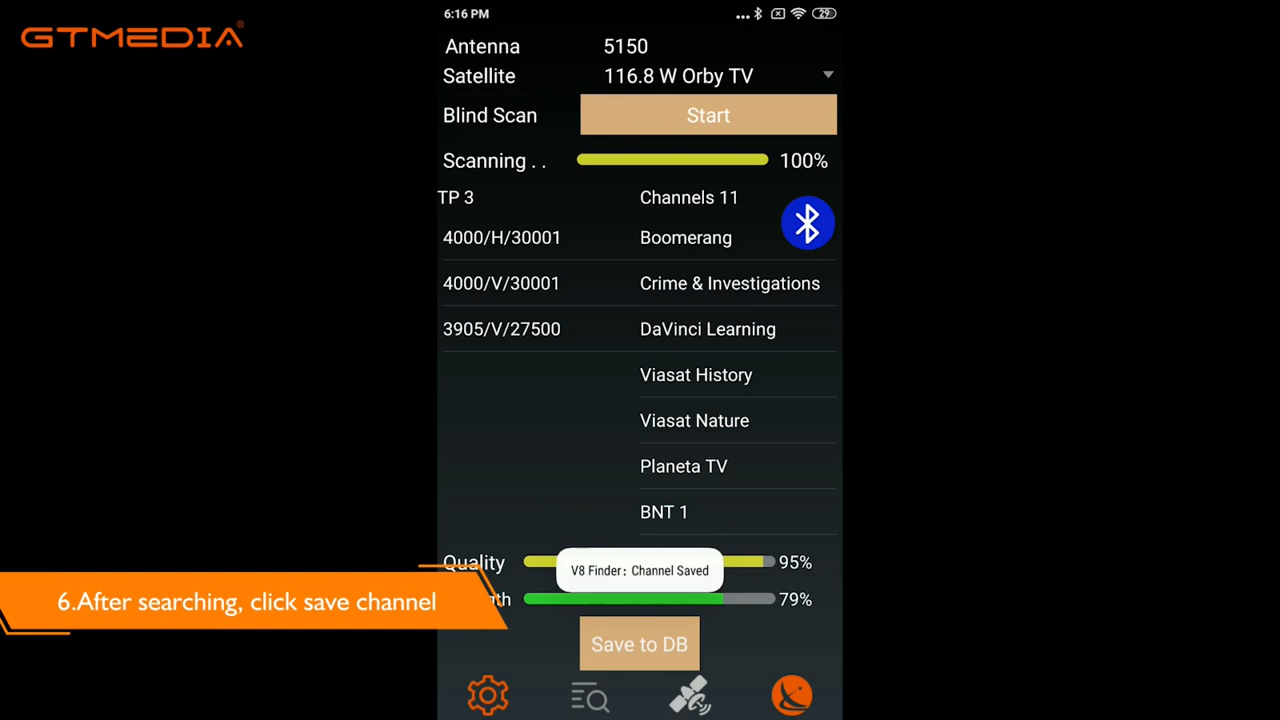 GTMEDIA®
6:16 PM
29
Antenna 5150
Satellite 116.8 W Orby TV
Blind Scan Start
Scanning . . 100%
TP 3 Channels 11
4000/H/30001 Boomerang
4000/V/30001 Crime & Investigations
3905/V/27500 DaVinci Learning
Viasat History
Viasat Nature
Planeta TV
BNT 1
Quality 95%
V8 Finder: Channel Saved
79%
6.After searching, click save channel
Save to DB